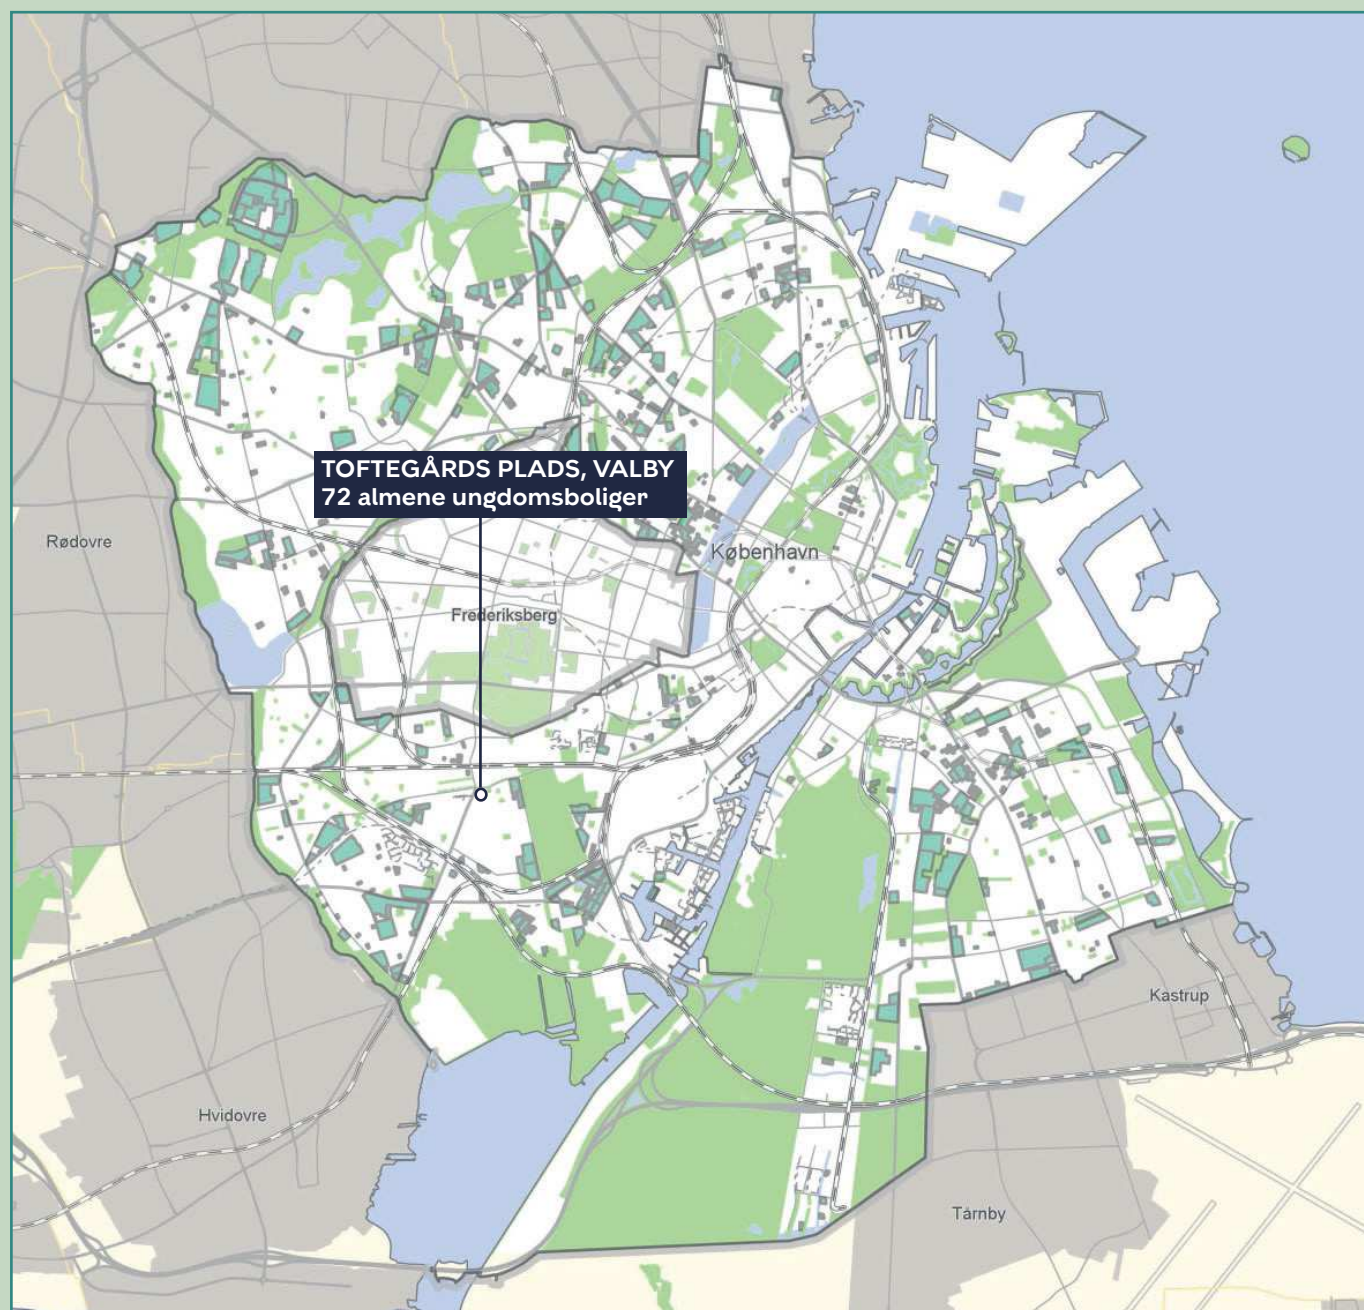 TOFTEGÅRDS PLADS, VALBY
72 almene ungdomsboliger
Rødovre
København
Frederiksberg
Kastrup
Hvidovre
Tårnby